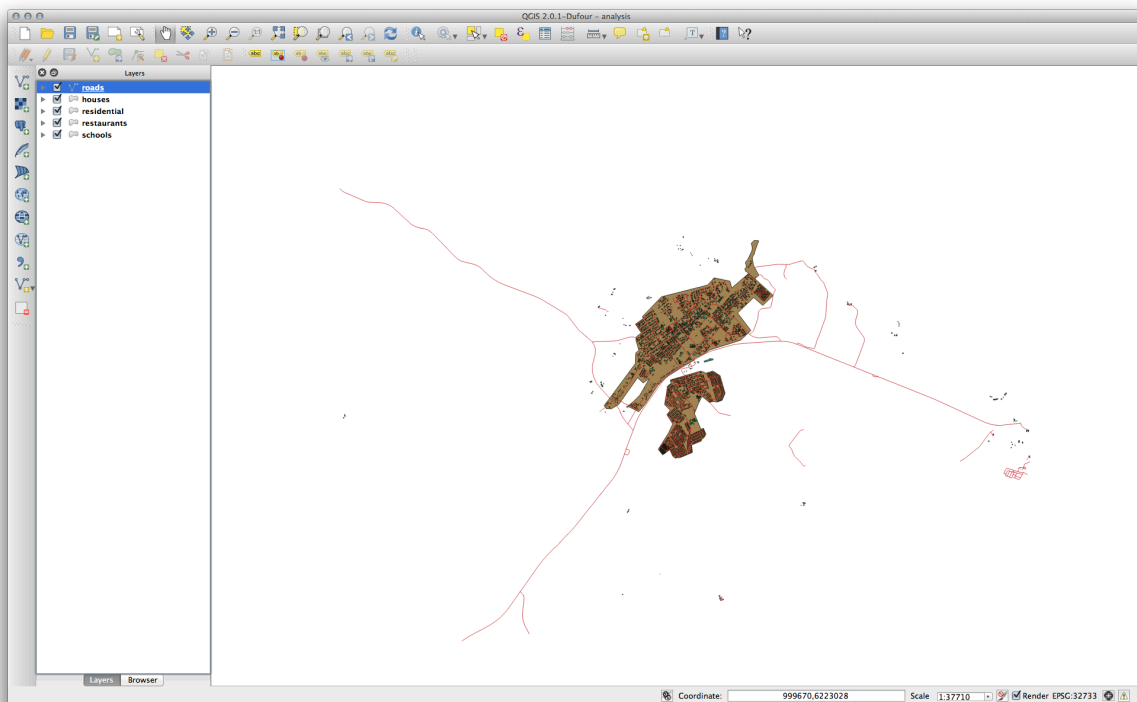 QGIS 2.0.1-Dufour - analysis
Layers
roads
houses
residential
restaurants
schools
Layers Browser
Coordinate: 999670,6223028 Scale 1:37710 Render EPSG:32733